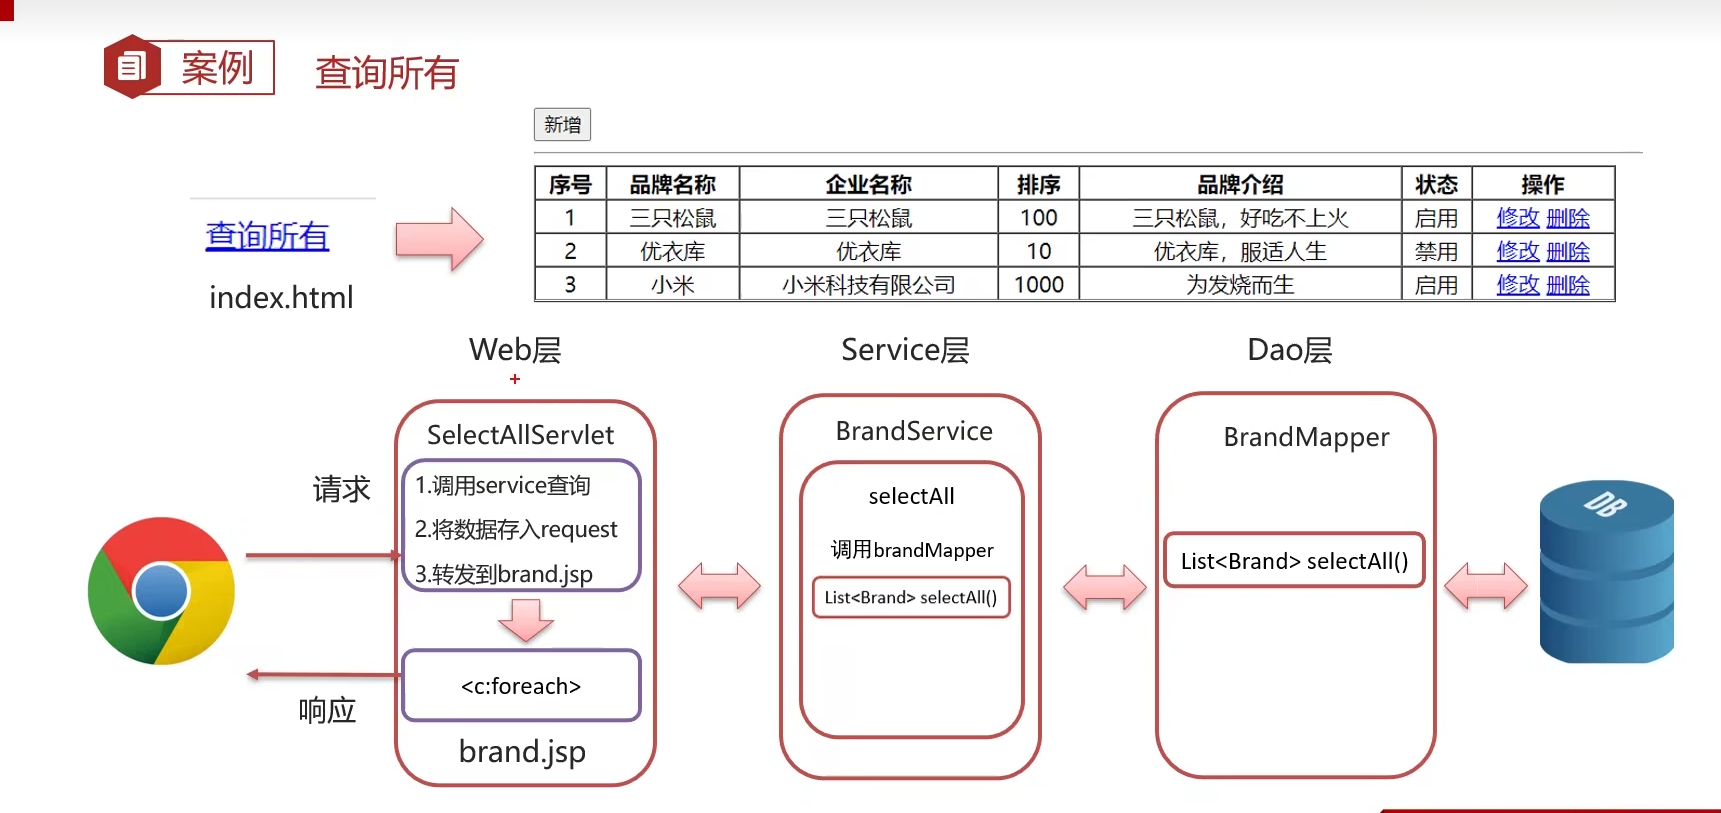 案例 查询所有
新增
序号 品牌名称 企业名称 排序 品牌介绍 状态 操作
1 三只松鼠 三只松鼠 100 三只松鼠，好吃不上火 启用 修改 删除
2 优衣库 优衣库 10 优衣库，服适人生 禁用 修改 删除
3 小米 小米科技有限公司 1000 为发烧而生 启用 修改 删除
查询所有
index.html
Web层
Service层
Dao层
请求
SelectAllServlet
1.调用service查询
2.将数据存入request
3.转发到brand.jsp
<c:foreach>
brand.jsp
响应
BrandService
selectAll
调用brandMapper
List<Brand> selectAll()
BrandMapper
List<Brand> selectAll()
DB